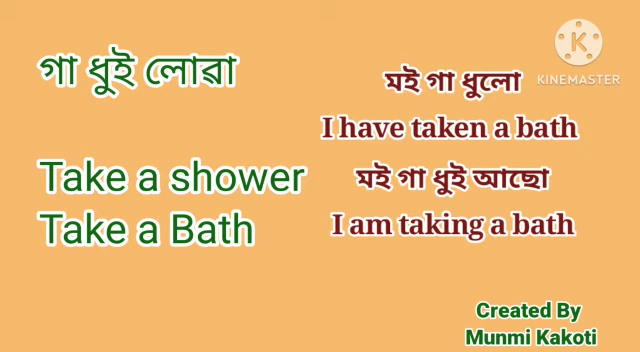 গা ধুই লোৱা
Take a shower
Take a Bath
KINEMASTER
মই গা ধুলো
I have taken a bath
মই গা ধুই আছো
I am taking a bath
Created By
Munmi Kakoti